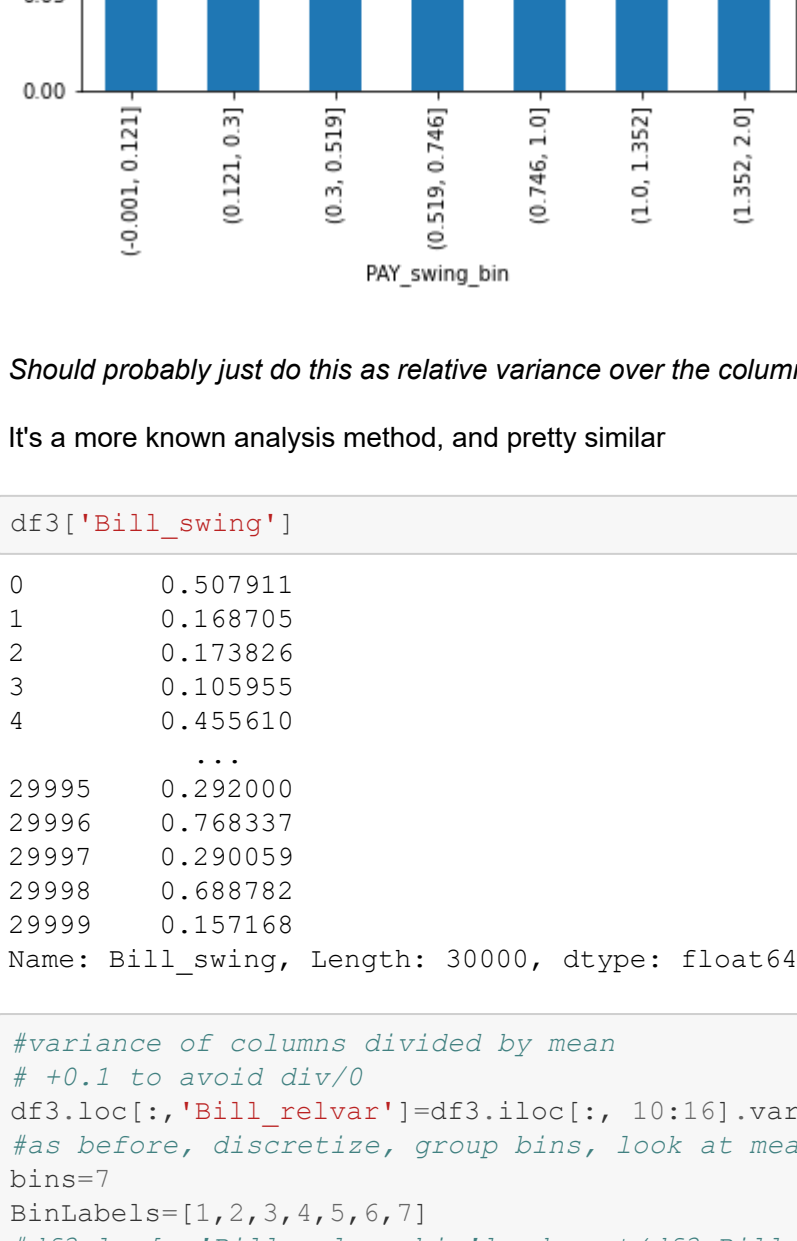 0.00
(-0.001, 0.121]
(0.121, 0.3]
(0.3, 0.519]
(0.519, 0.746]
(0.746, 1.0]
(1.0, 1.352]
(1.352, 2.0]
PAY_swing_bin
Should probably just do this as relative variance over the
It's a more known analysis method, and pretty similar
df3['Bill_swing']
0 0.507911
1 0.168705
2 0.173826
3 0.105955
4 0.455610
...
29995 0.292000
29996 0.768337
29997 0.290059
29998 0.688782
29999 0.157168
Name: Bill_swing, Length: 30000, dtype: float64
#variance of columns divided by mean
# +0.1 to avoid div/0
df3.loc[:,'Bill_relvar']=df3.iloc[:, 10:16].var
#as before, discretize, group bins, look at
bins=7
BinLabels=[1,2,3,4,5,6,7]